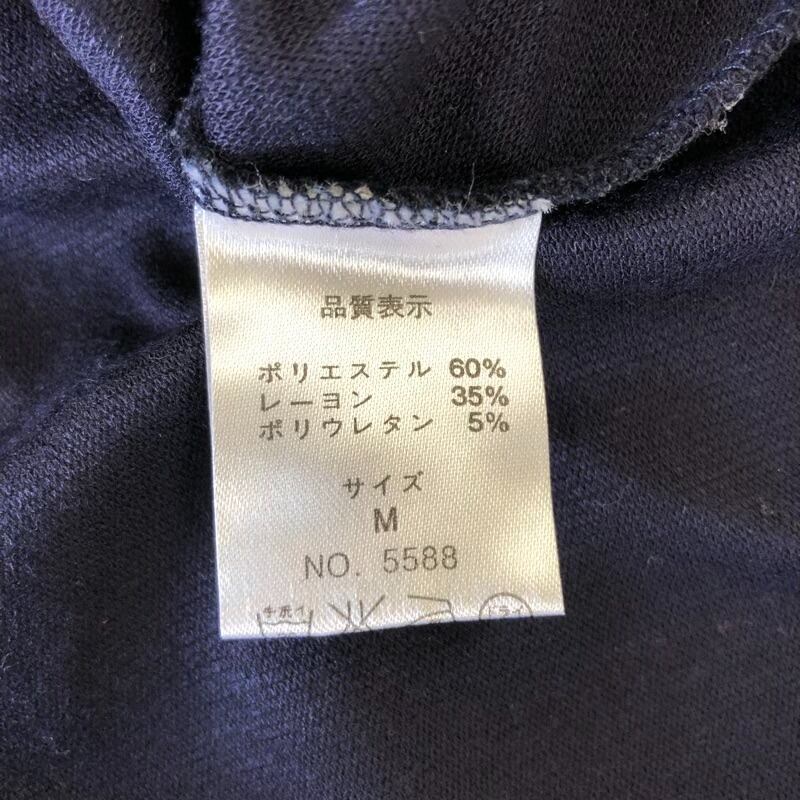 品質表示
ポリエステル 60%
レーヨン 35%
ポリウレタン 5%
サイズ
M
NO. 5588